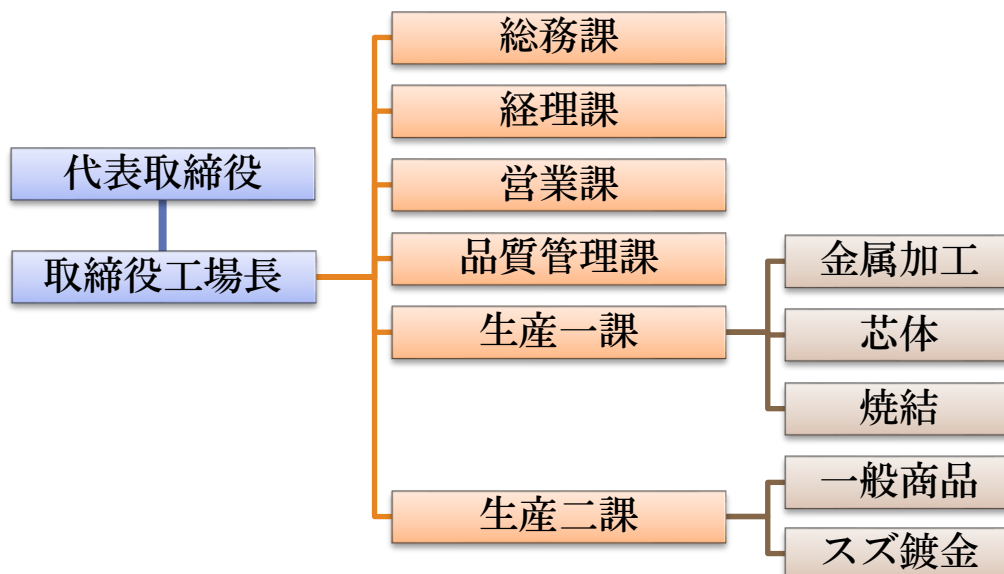 代表取締役
取締役工場長
総務課
経理課
営業課
品質管理課
生産一課
金属加工
芯体
焼結
生産二課
一般商品
スズ鍍金